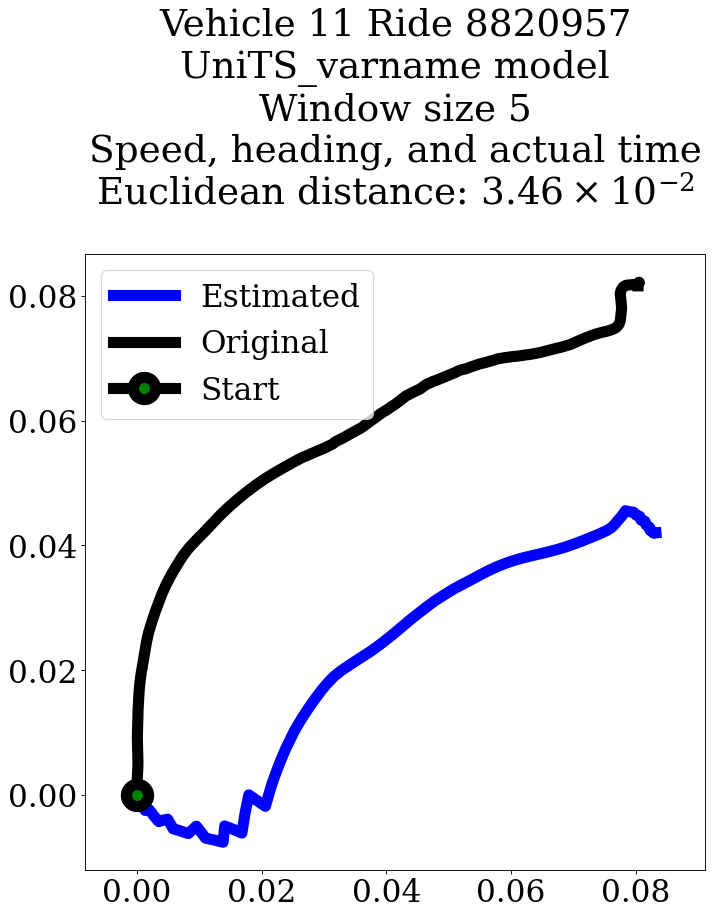 Vehicle 11 Ride 8820957
UniTS_varname model
Window size 5
Speed, heading, and actual time
Euclidean distance: 3.46 × 10⁻²
Estimated
Original
Start
0.08
0.06
0.04
0.02
0.00
0.00 0.02 0.04 0.06 0.08